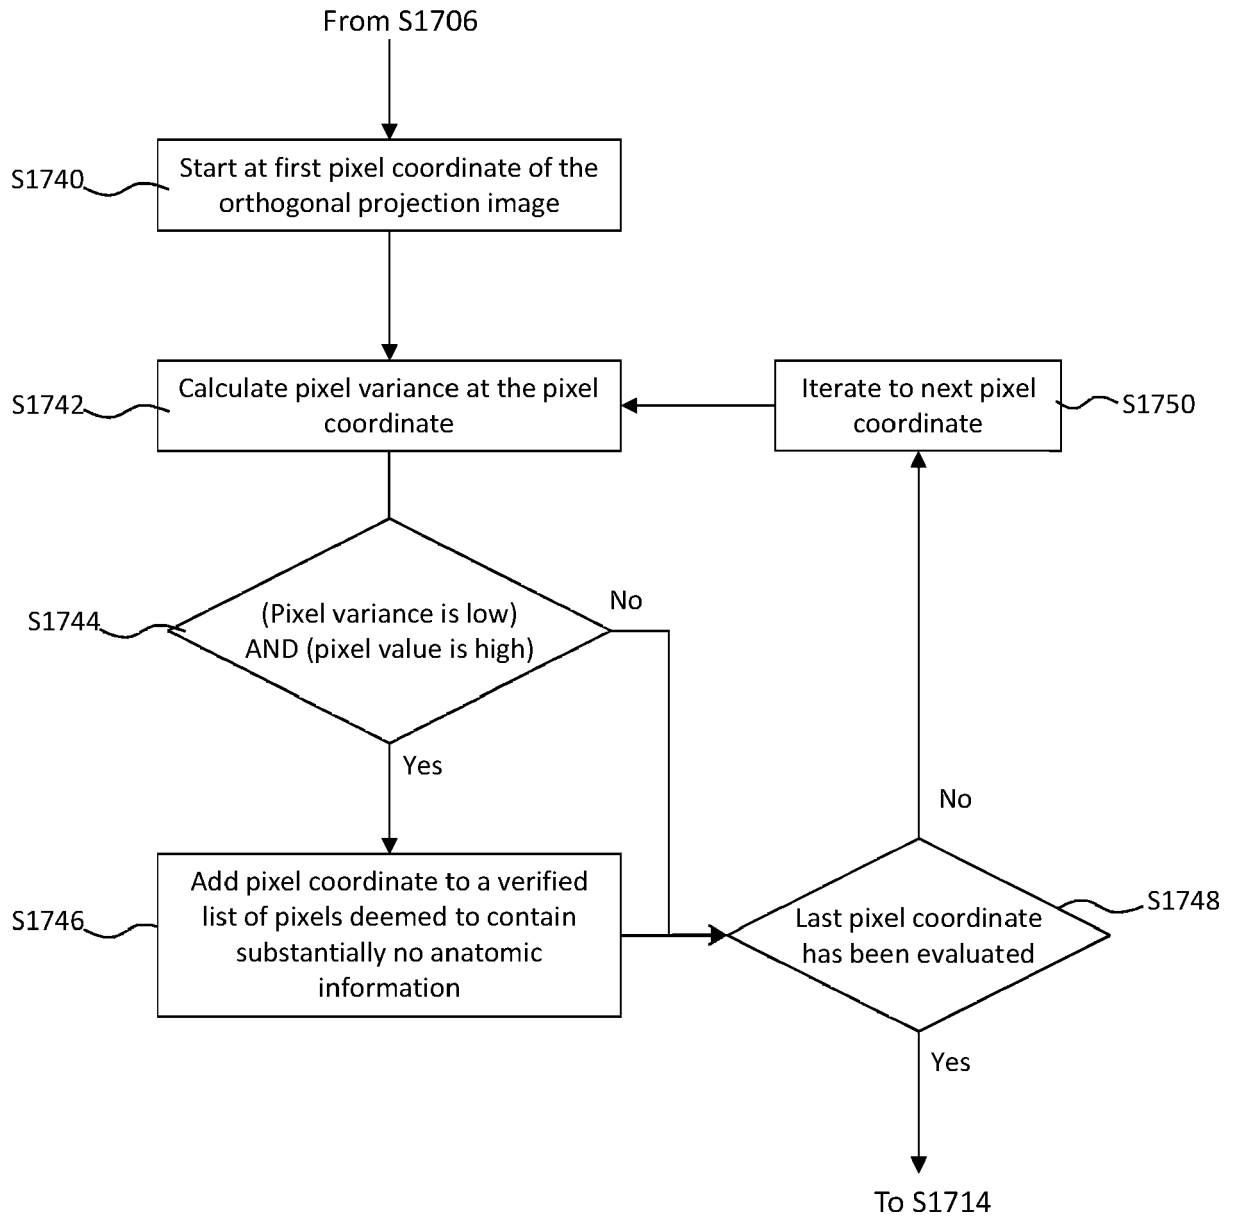 From S1706
S1740
Start at first pixel coordinate of the
orthogonal projection image
S1742
Calculate pixel variance at the pixel
coordinate
Iterate to next pixel
coordinate
S1750
S1744
(Pixel variance is low)
AND (pixel value is high)
No
Yes
No
S1746
Add pixel coordinate to a verified
list of pixels deemed to contain
substantially no anatomic
information
Last pixel coordinate
has been evaluated
S1748
Yes
To S1714